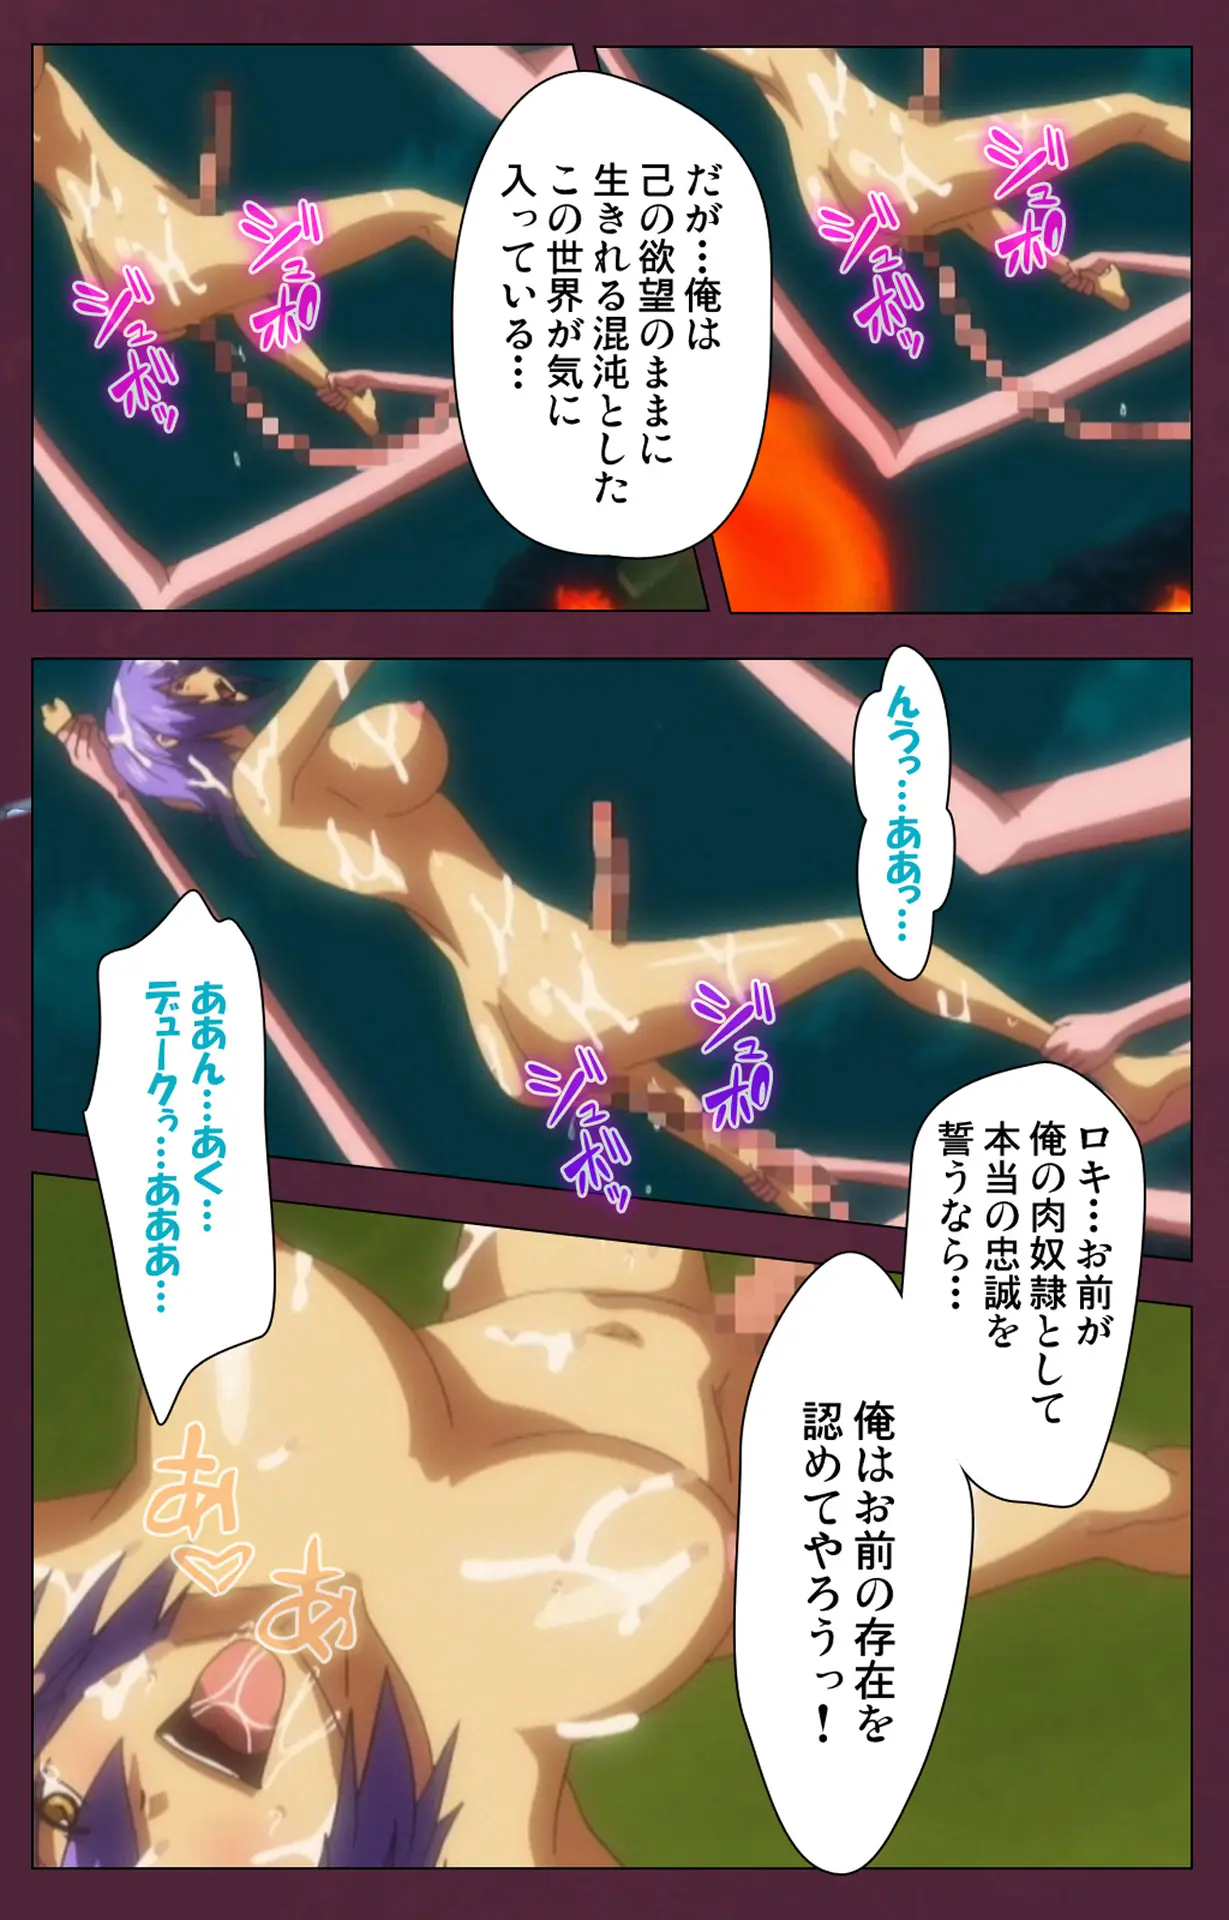 だが…俺は
己の欲望のままに
生きれる混沌とした
この世界が気に
入っている…
ジュポ
ジュボッ
ジュポ
ジュボッ
んうっ…ああっ…
ジュポ
ジュボッ
ああん…あく…
デュークぅ…あああ…
ロキ…お前が
俺の肉奴隷として
本当の忠誠を
誓うなら…
俺はお前の存在を
認めてやろうっ！
あ♡あ